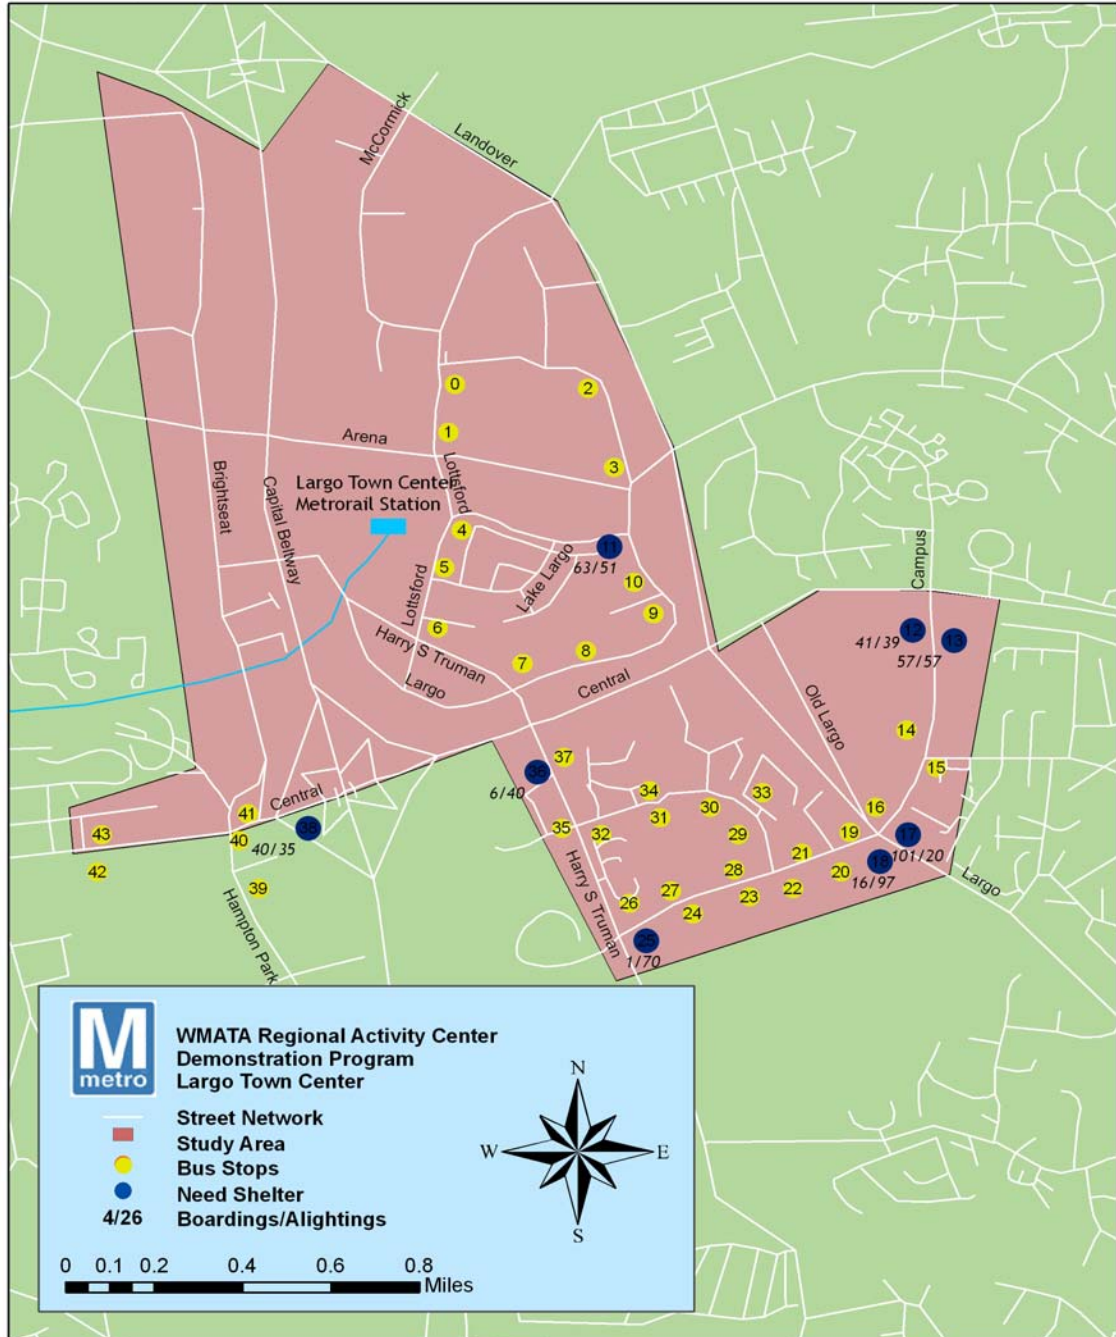 McCormick
Landover
0
2
1
Arena
3
Lottsford
Largo Town Center
Metrorail Station
Brightseat
Capital Beltway
4
11
63/51
5
Lake Largo
10
Campus
Lottsford
9
6
12
13
41/39
57/57
Harry S Truman
7
8
Largo
Central
Old Largo
14
37
36
6/40
15
34
33
30
16
31
41
Central
38
40
40/35
43
35
32
29
19
17
101/20
21
18
16/97
42
28
20
Largo
39
27
23
22
26
24
Harry S Truman
25
1/70
Hampton Park
M
metro
WMATA Regional Activity Center
Demonstration Program
Largo Town Center
Street Network
Study Area
Bus Stops
Need Shelter
4/26 Boardings/Alightings
N
W
E
S
0 0.1 0.2 0.4 0.6 0.8
Miles